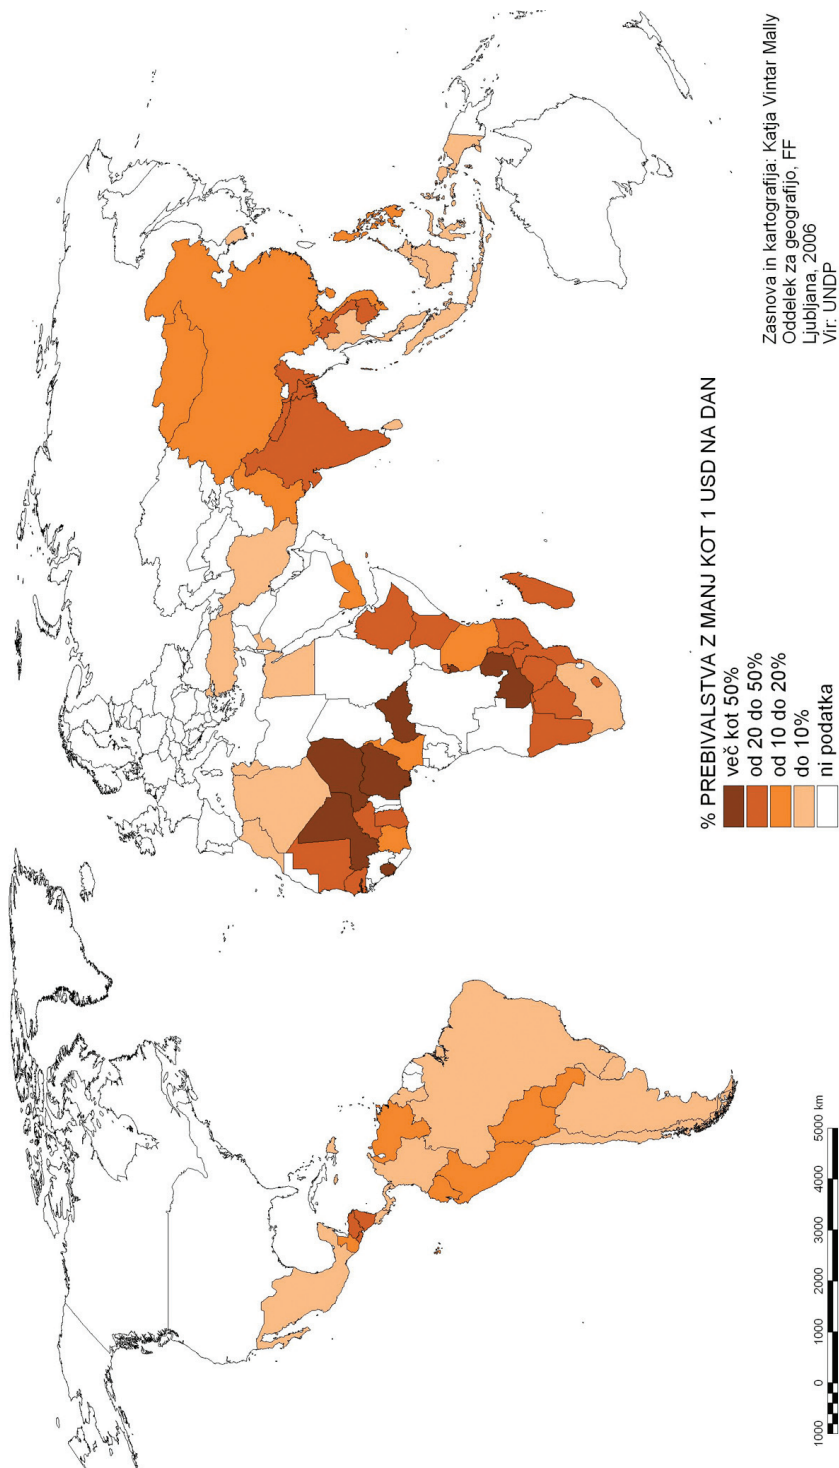 % PREBIVALSTVA Z MANJ KOT 1 USD NA DAN
več kot 50%
od 20 do 50%
od 10 do 20%
do 10%
ni podatka
Zasnova in kartografija: Katja Vintar Mally
Oddelek za geografijo, FF
Ljubljana, 2006
Vir: UNDP
1000 0 1000 2000 3000 4000 5000 km